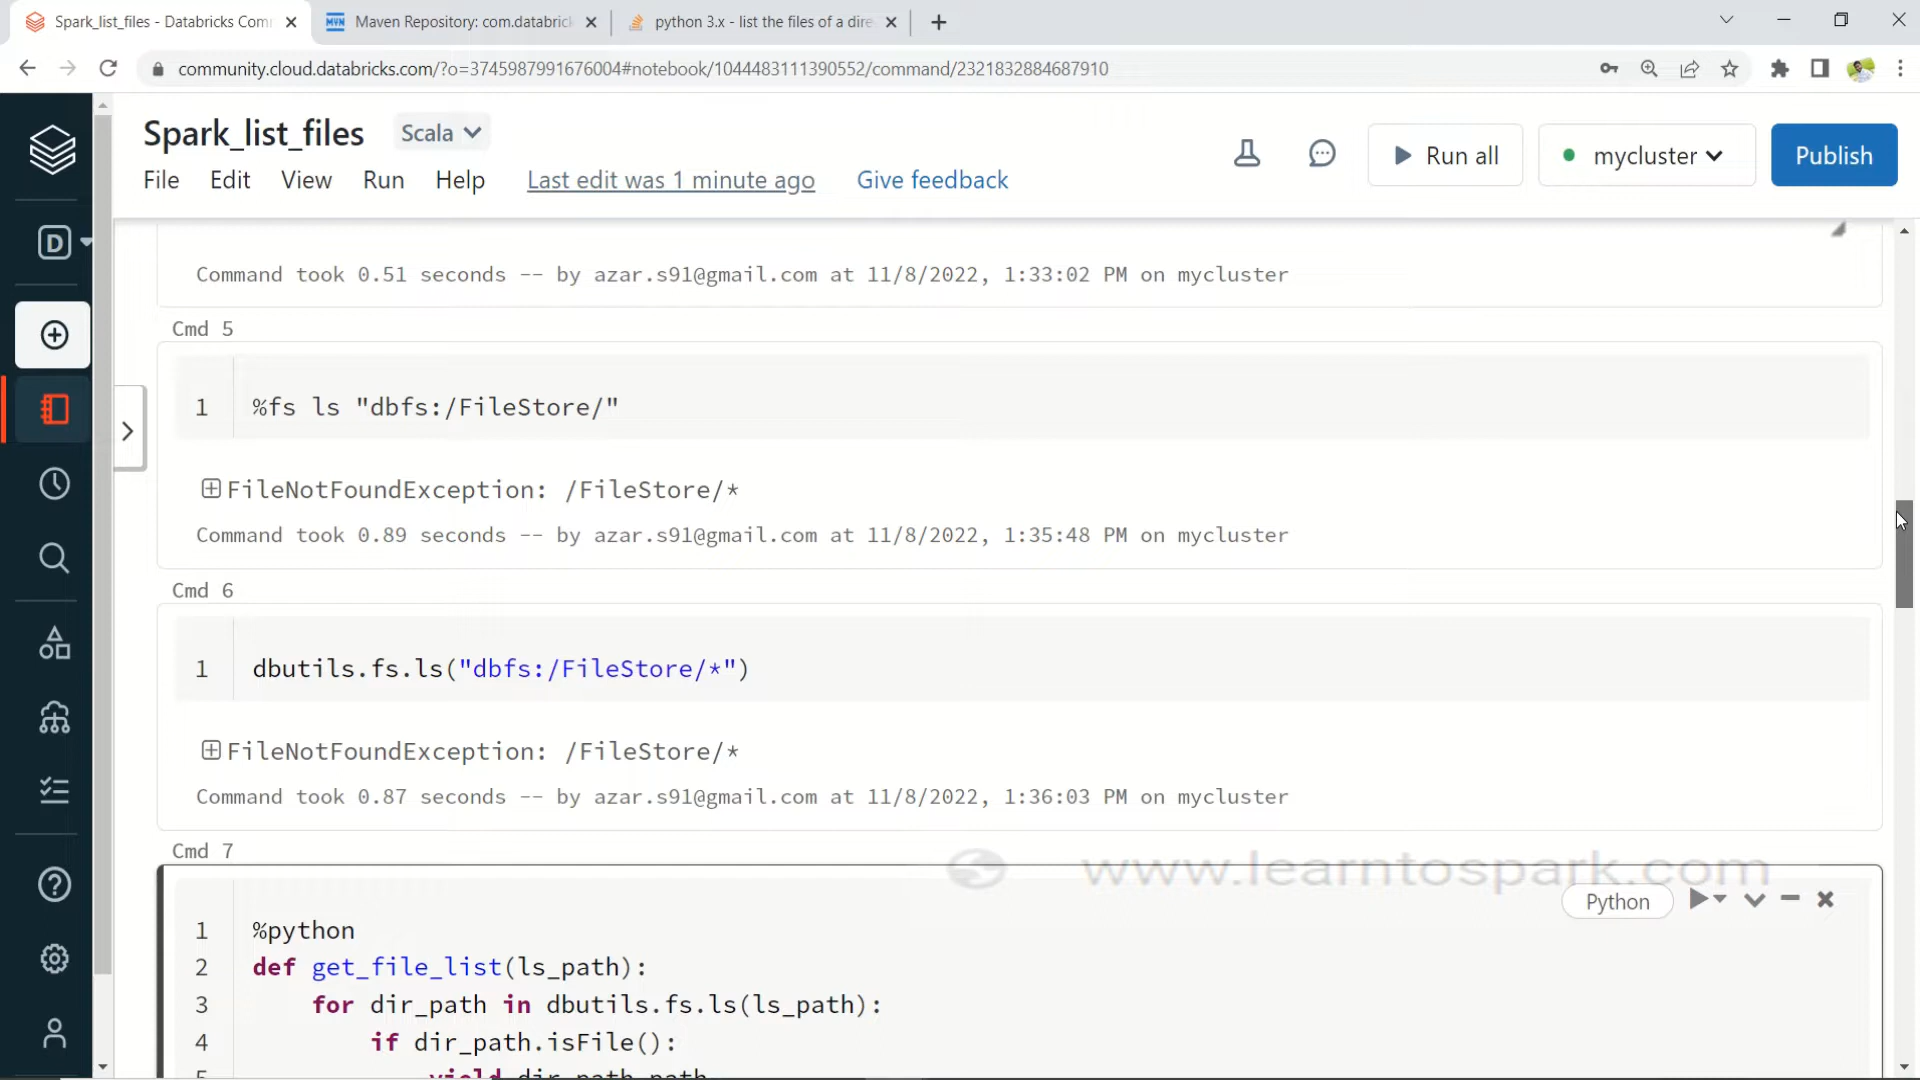 Spark_list_files - Databricks Com
Maven Repository: com.databrick
python 3.x - list the files of a dire
community.cloud.databricks.com/?o=3745987991676004#notebook/1044483111390552/command/2321832884687910
Spark_list_files
Scala
File Edit View Run Help Last edit was 1 minute ago Give feedback
Run all
mycluster
Publish
D
Command took 0.51 seconds -- by azar.s91@gmail.com at 11/8/2022, 1:33:02 PM on mycluster
Cmd 5
1 %fs ls "dbfs:/FileStore/"
FileNotFoundException: /FileStore/*
Command took 0.89 seconds -- by azar.s91@gmail.com at 11/8/2022, 1:35:48 PM on mycluster
Cmd 6
1 dbutils.fs.ls("dbfs:/FileStore/*")
FileNotFoundException: /FileStore/*
Command took 0.87 seconds -- by azar.s91@gmail.com at 11/8/2022, 1:36:03 PM on mycluster
Cmd 7
www.learntospark.com
Python
1 %python
2 def get_file_list(ls_path):
3 for dir_path in dbutils.fs.ls(ls_path):
4 if dir_path.isFile():
5 yield dir_path.path